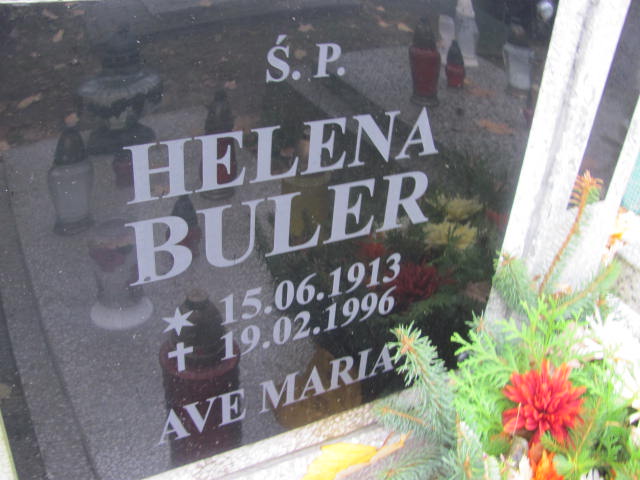 Ś. P.
HELENA
BULER
✶ 15.06.1913
✝ 19.02.1996
AVE MARIA